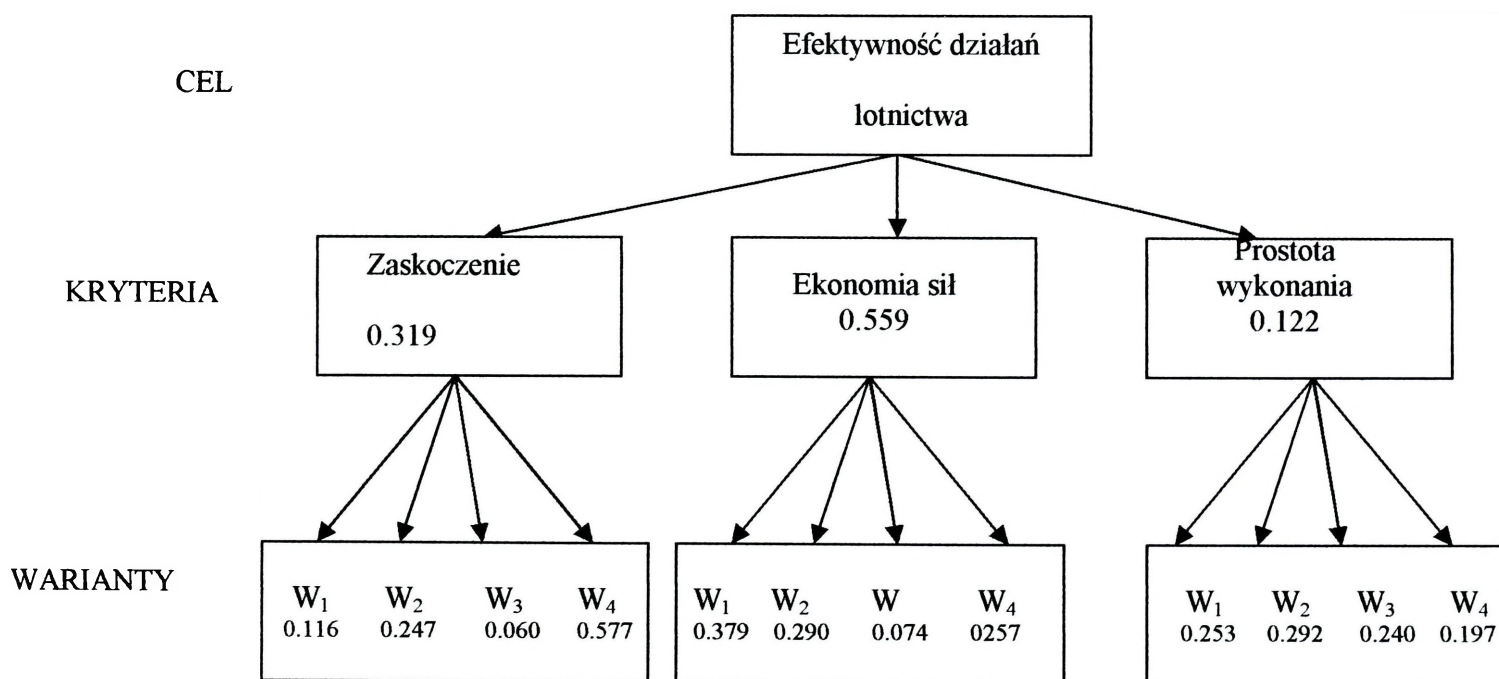 Efektywność działań
CEL
lotnictwa
Zaskoczenie
0.319
Ekonomia sił
0.559
Prostota
wykonania
0.122
KRYTERIA
WARIANTY
W₁ W₂ W₃ W₄
0.116 0.247 0.060 0.577
W₁ W₂ W W₄
0.379 0.290 0.074 0257
W₁ W₂ W₃ W₄
0.253 0.292 0.240 0.197